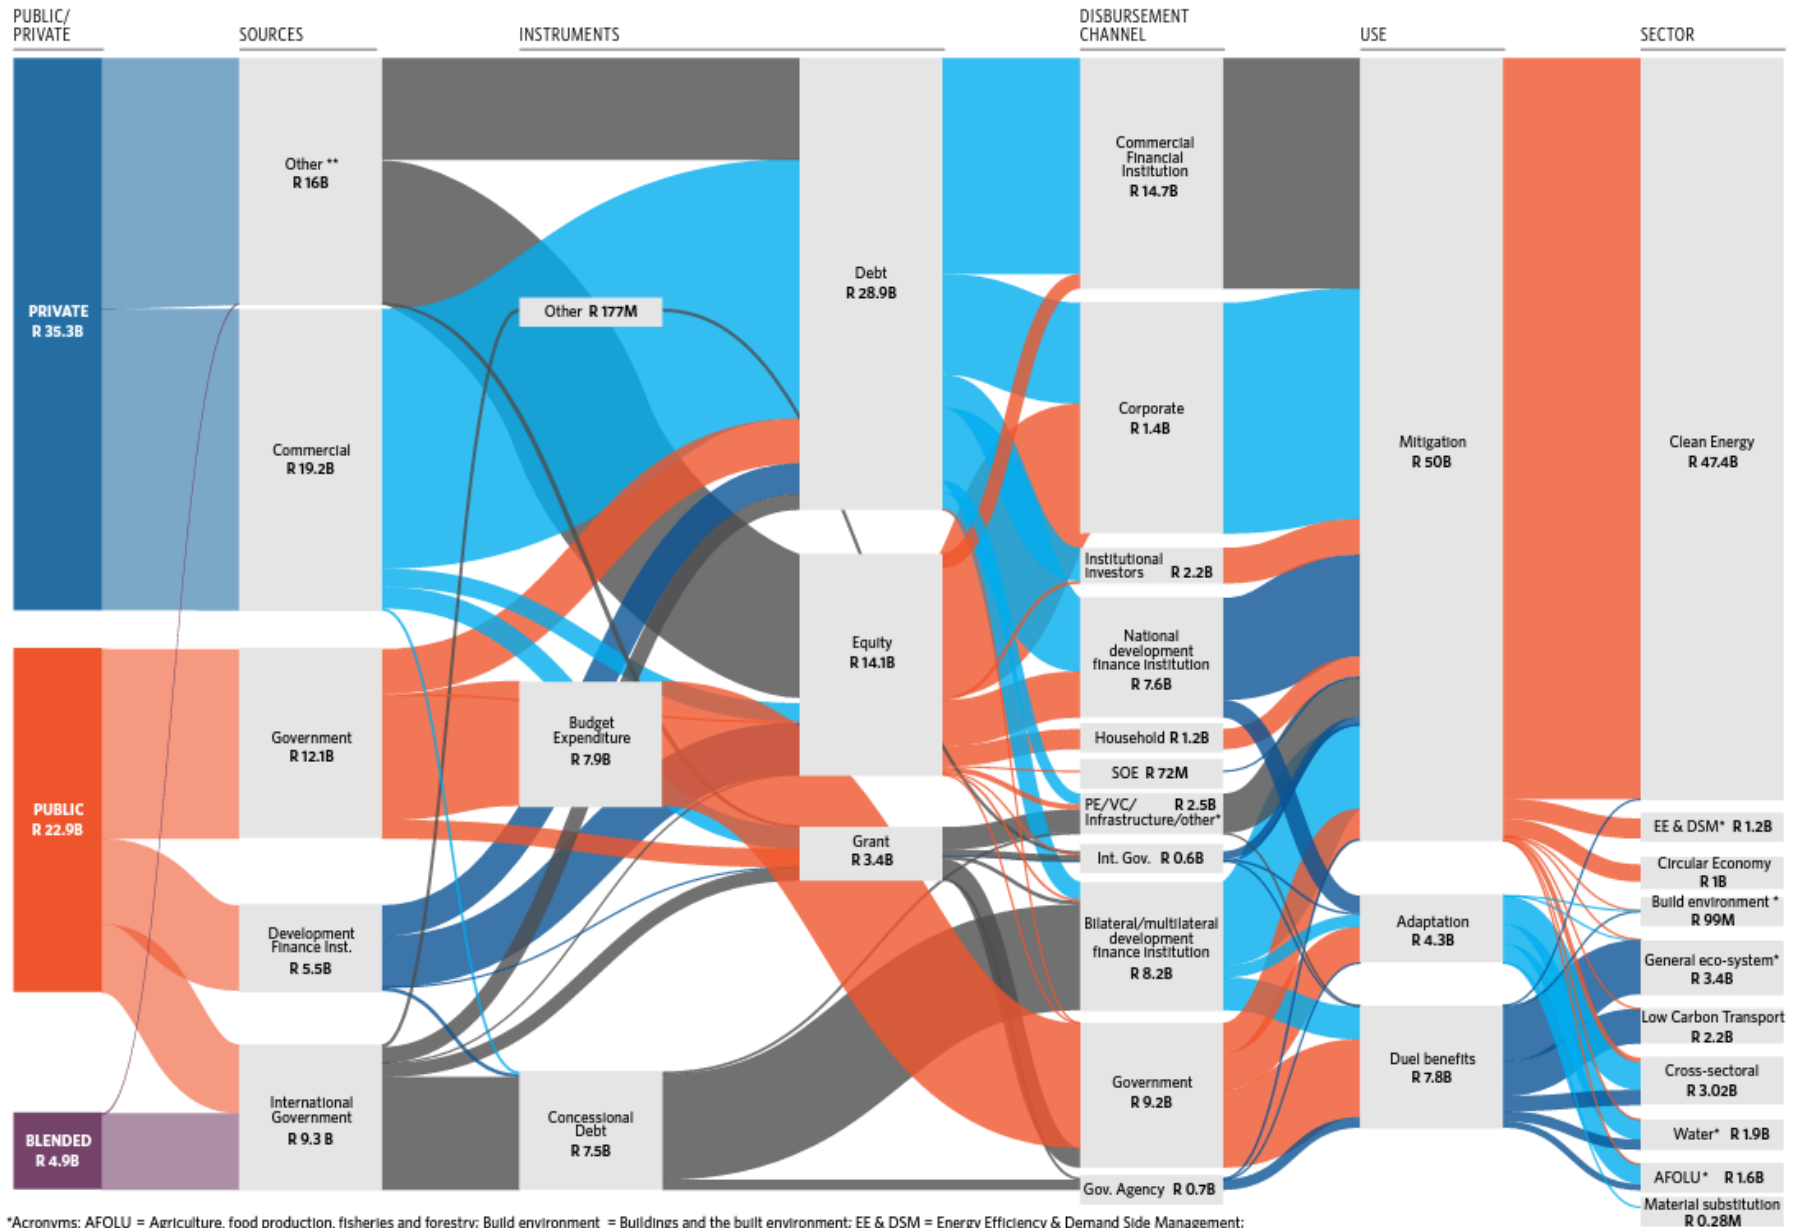 PUBLIC/
PRIVATE
SOURCES
INSTRUMENTS
DISBURSEMENT
CHANNEL
USE
SECTOR
PRIVATE
R 35.3B
PUBLIC
R 22.9B
BLENDED
R 4.9B
Other **
R 16B
Commercial
R 19.2B
Government
R 12.1B
Development
Finance Inst.
R 5.5B
International
Government
R 9.3 B
Other R 177M
Budget
Expenditure
R 7.9B
Concessional
Debt
R 7.5B
Debt
R 28.9B
Equity
R 14.1B
Grant
R 3.4B
Commercial
Financial
Institution
R 14.7B
Corporate
R 1.4B
Institutional
investors R 2.2B
National
development
finance institution
R 7.6B
Household R 1.2B
SOE R 72M
PE/VC/ R 2.5B
Infrastructure/other*
Int. Gov. R 0.6B
Bilateral/multilateral
development
finance institution
R 8.2B
Government
R 9.2B
Gov. Agency R 0.7B
Mitigation
R 50B
Adaptation
R 4.3B
Duel benefits
R 7.8B
Clean Energy
R 47.4B
EE & DSM* R 1.2B
Circular Economy
R 1B
Build environment *
R 99M
General eco-system*
R 3.4B
Low Carbon Transport
R 2.2B
Cross-sectoral
R 3.02B
Water* R 1.9B
AFOLU* R 1.6B
Material substitution
R 0.28M
*Acronyms: AFOLU = Agriculture, food production, fisheries and forestry; Build environment = Buildings and the built environment; EE & DSM = Energy Efficiency & Demand Side Management;